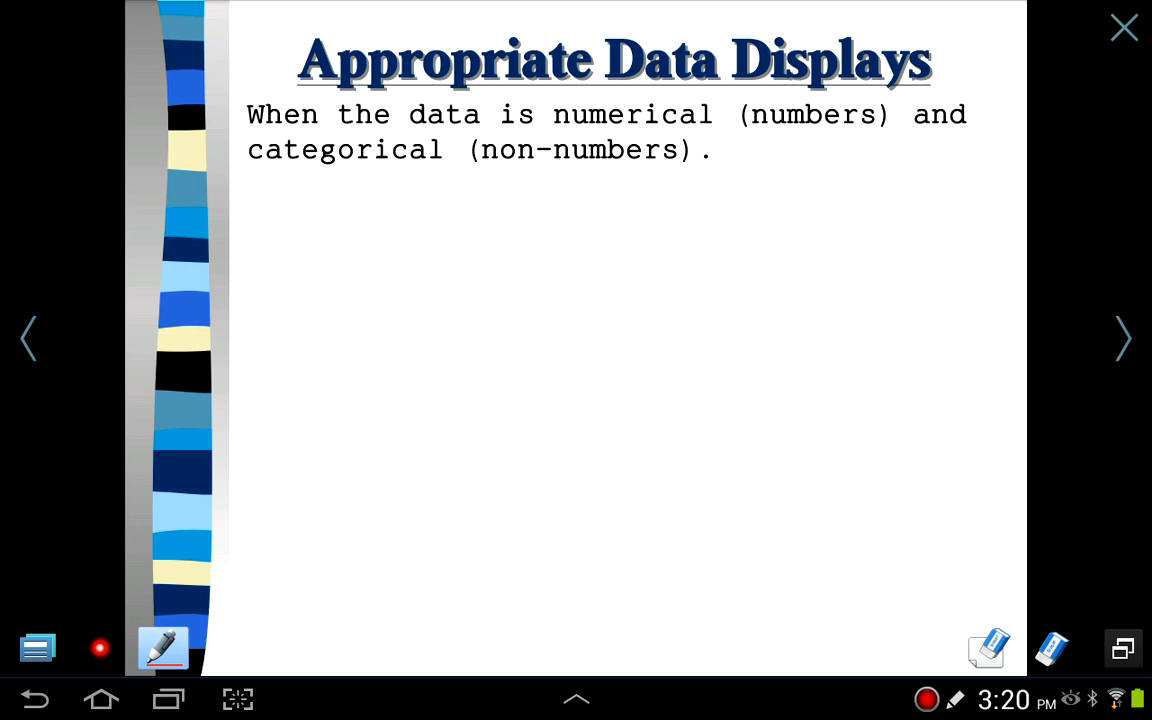 Appropriate Data Displays
When the data is numerical (numbers) and
categorical (non-numbers).
3:20 PM